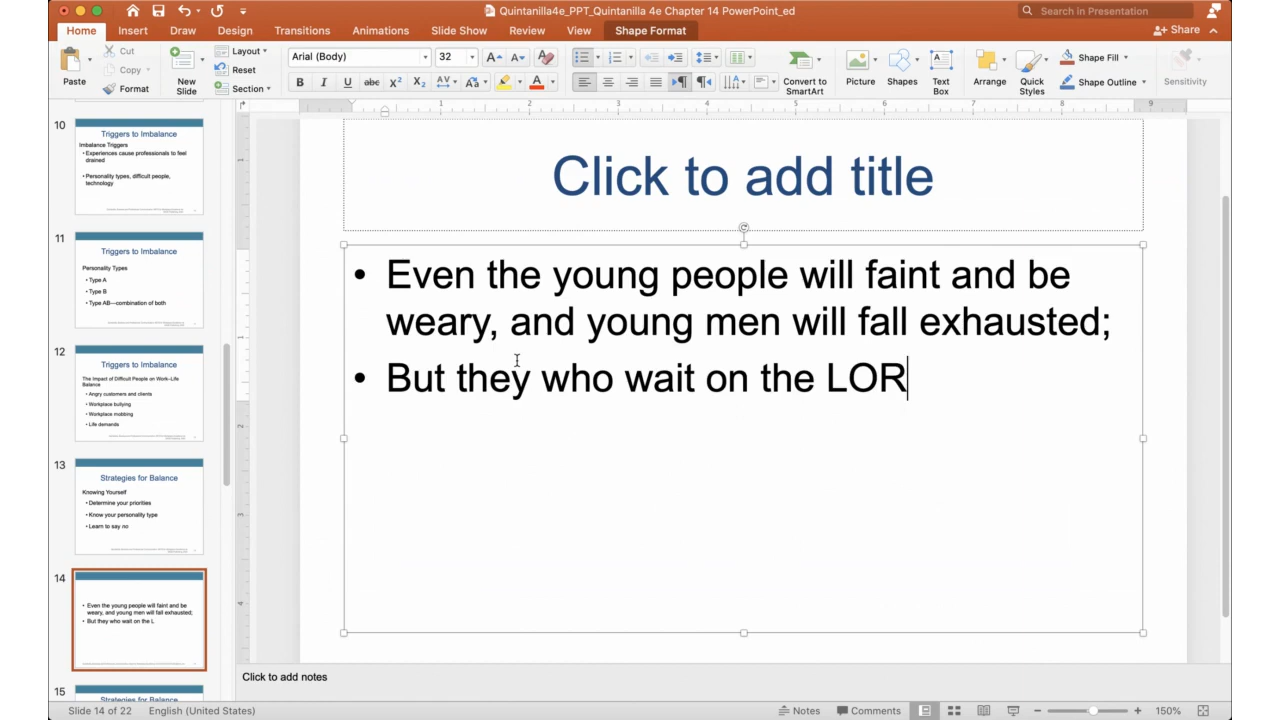 Quintanilla4e_PPT_Quintanilla 4e Chapter 14 PowerPoint_ed
Search in Presentation
Home Insert Draw Design Transitions Animations Slide Show Review View Shape Format
Share
Paste
Cut
Copy
Format
New
Slide
Layout
Reset
Section
Arial (Body) 32
Convert to
SmartArt
Picture
Shapes
Text
Box
Arrange
Quick
Styles
Shape Fill
Shape Outline
Sensitivity
10
Triggers to Imbalance
Imbalance Triggers
• Experiences cause professionals to feel
drained
• Personality types, difficult people,
technology
11
Triggers to Imbalance
Personality Types
• Type A
• Type B
• Type AB—combination of both
12
Triggers to Imbalance
The Impact of Difficult People on Work–Life
Balance
• Angry customers and clients
• Workplace bullying
• Workplace mobbing
• Life demands
13
Strategies for Balance
Knowing Yourself
• Determine your priorities
• Know your personality type
• Learn to say no
14
• Even the young people will faint and be
weary, and young men will fall exhausted;
• But they who wait on the L
15
Strategies for Balance
Click to add title
• Even the young people will faint and be
weary, and young men will fall exhausted;
• But they who wait on the LOR
Click to add notes
Slide 14 of 22 English (United States)
Notes Comments 150%